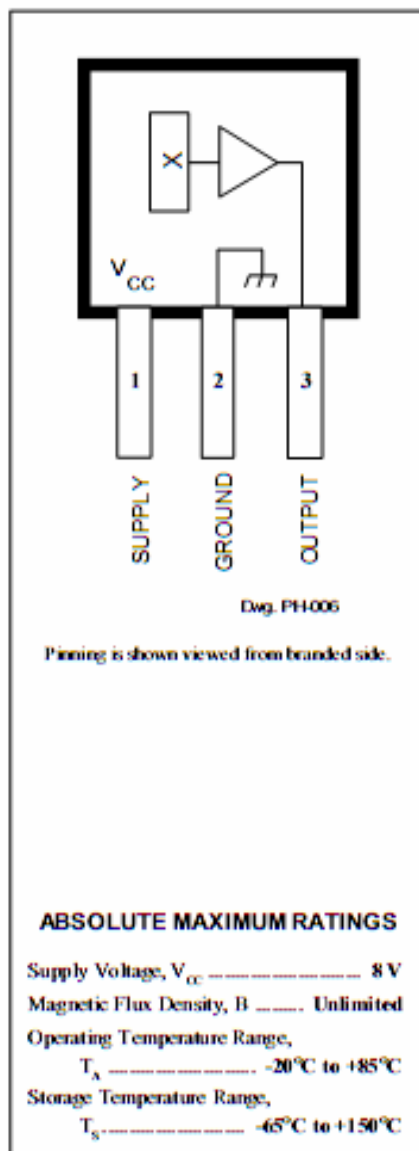 X
VCC
1 2 3
SUPPLY GROUND OUTPUT
Dwg. PH-006
Pinning is shown viewed from branded side.
ABSOLUTE MAXIMUM RATINGS
Supply Voltage, VCC ........................ 8 V
Magnetic Flux Density, B ........ Unlimited
Operating Temperature Range,
TA ........................ -20°C to +85°C
Storage Temperature Range,
TS ........................ -65°C to +150°C